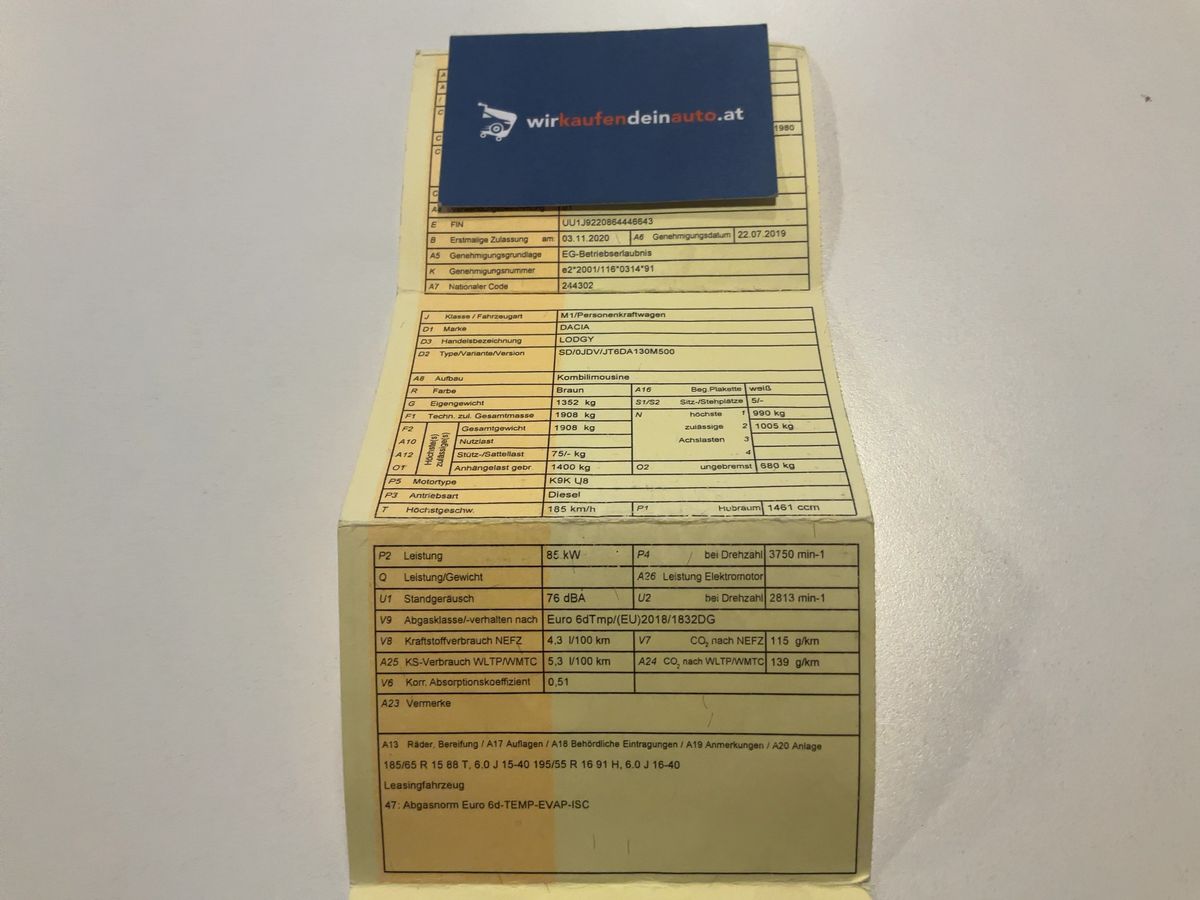 wirkaufendeinauto.at
1980
E FIN UU1J9220864446643
B Erstmalige Zulassung am: 03.11.2020 A6 Genehmigungsdatum 22.07.2019
A5 Genehmigungsgrundlage EG-Betriebserlaubnis
K Genehmigungsnummer e2*2001/116*0314*91
A7 Nationaler Code 244302
J Klasse / Fahrzeugart M1/Personenkraftwagen
D1 Marke DACIA
D3 Handelsbezeichnung LODGY
D2 Type/Variante/Version SD/0JDV/JT6DA130M500
A8 Aufbau Kombilimousine
R Farbe Braun A16 Beg.Plakette weiß
G Eigengewicht 1352 kg S1/S2 Sitz-/Stehplätze 5/-
F1 Techn. zul. Gesamtmasse 1908 kg N höchste 1 990 kg
F2 Höchste(s) zulässige(s) Gesamtgewicht 1908 kg zulässige 2 1005 kg
A10 Nutzlast Achslasten 3
A12 Stütz-/Sattellast 75/- kg 4
O1 Anhängelast gebr. 1400 kg O2 ungebremst 680 kg
P5 Motortype K9K U8
P3 Antriebsart Diesel
T Höchstgeschw. 185 km/h P1 Hubraum 1461 ccm
P2 Leistung 85 kW P4 bei Drehzahl 3750 min-1
Q Leistung/Gewicht A26 Leistung Elektromotor
U1 Standgeräusch 76 dBA U2 bei Drehzahl 2813 min-1
V9 Abgasklasse/-verhalten nach Euro 6dTmp/(EU)2018/1832DG
V8 Kraftstoffverbrauch NEFZ 4,3 l/100 km V7 CO₂ nach NEFZ 115 g/km
A25 KS-Verbrauch WLTP/WMTC 5,3 l/100 km A24 CO₂ nach WLTP/WMTC 139 g/km
V6 Korr. Absorptionskoeffizient 0,51
A23 Vermerke
A13 Räder, Bereifung / A17 Auflagen / A18 Behördliche Eintragungen / A19 Anmerkungen / A20 Anlage
185/65 R 15 88 T, 6.0 J 15-40 195/55 R 16 91 H, 6.0 J 16-40
Leasingfahrzeug
47: Abgasnorm Euro 6d-TEMP-EVAP-ISC